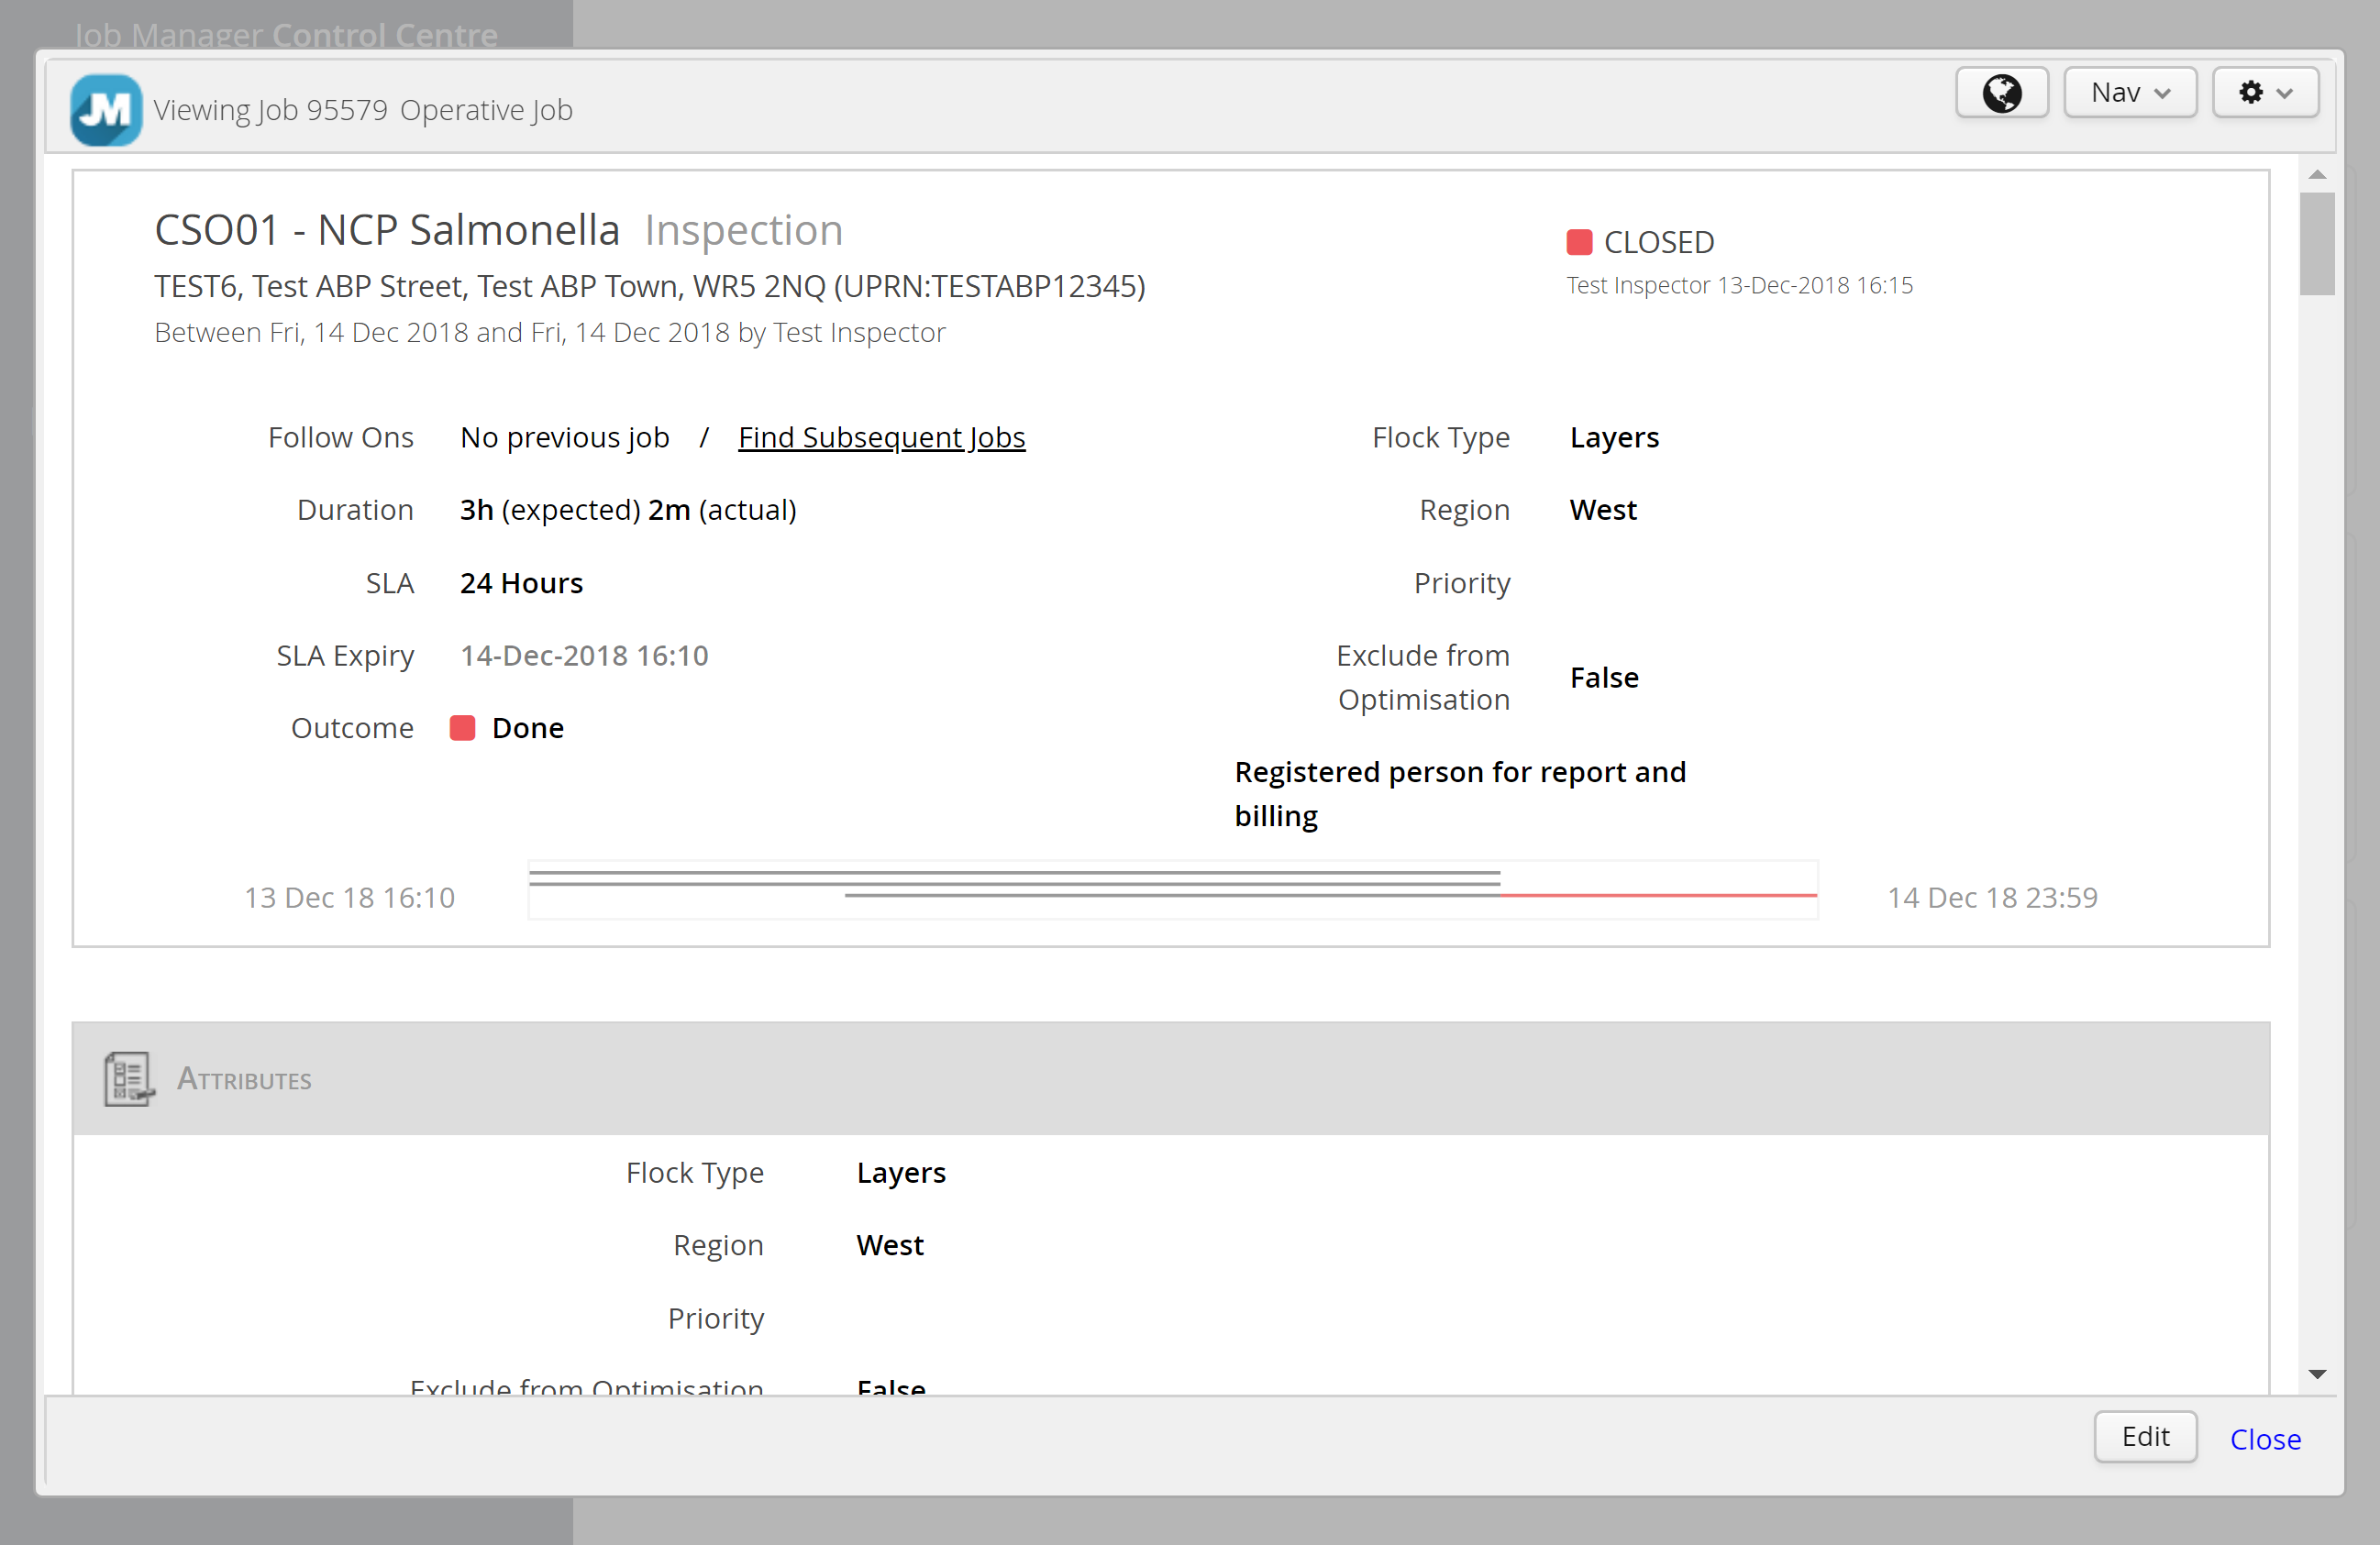 Job Manager Control Centre
JM
Viewing Job 95579 Operative Job
Nav
CSO01 - NCP Salmonella Inspection
CLOSED
TEST6, Test ABP Street, Test ABP Town, WR5 2NQ (UPRN:TESTABP12345)
Test Inspector 13-Dec-2018 16:15
Between Fri, 14 Dec 2018 and Fri, 14 Dec 2018 by Test Inspector
Follow Ons No previous job / Find Subsequent Jobs
Duration 3h (expected) 2m (actual)
SLA 24 Hours
SLA Expiry 14-Dec-2018 16:10
Outcome Done
Flock Type Layers
Region West
Priority
Exclude from
Optimisation
False
Registered person for report and
billing
13 Dec 18 16:10
14 Dec 18 23:59
Attributes
Flock Type Layers
Region West
Priority
Exclude from Optimisation False
Edit Close